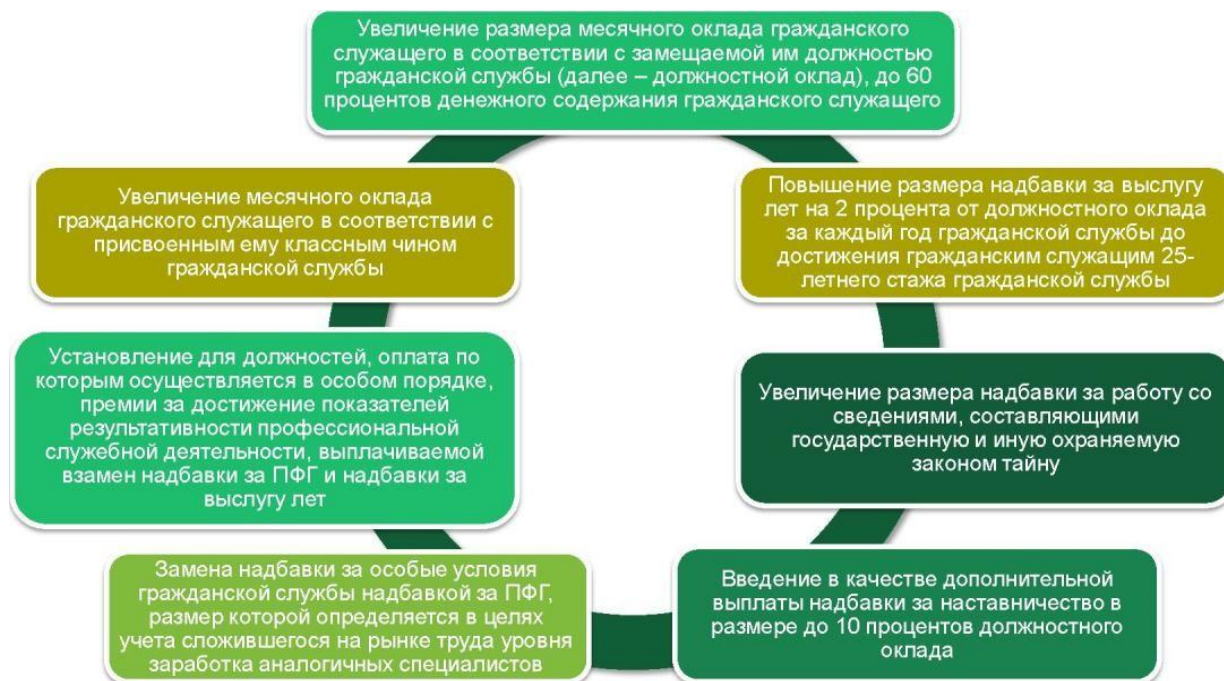 Увеличение размера месячного оклада гражданского
служащего в соответствии с замещаемой им должностью
гражданской службы (далее – должностной оклад), до 60
процентов денежного содержания гражданского служащего
Увеличение месячного оклада
гражданского служащего в соответствии с
присвоенным ему классным чином
гражданской службы
Повышение размера надбавки за выслугу
лет на 2 процента от должностного оклада
за каждый год гражданской службы до
достижения гражданским служащим 25-
летнего стажа гражданской службы
Установление для должностей, оплата по
которым осуществляется в особом порядке,
премии за достижение показателей
результативности профессиональной
служебной деятельности, выплачиваемой
взамен надбавки за ПФГ и надбавки за
выслугу лет
Увеличение размера надбавки за работу со
сведениями, составляющими
государственную и иную охраняемую
законом тайну
Замена надбавки за особые условия
гражданской службы надбавкой за ПФГ,
размер которой определяется в целях
учета сложившегося на рынке труда уровня
заработка аналогичных специалистов
Введение в качестве дополнительной
выплаты надбавки за наставничество в
размере до 10 процентов должностного
оклада